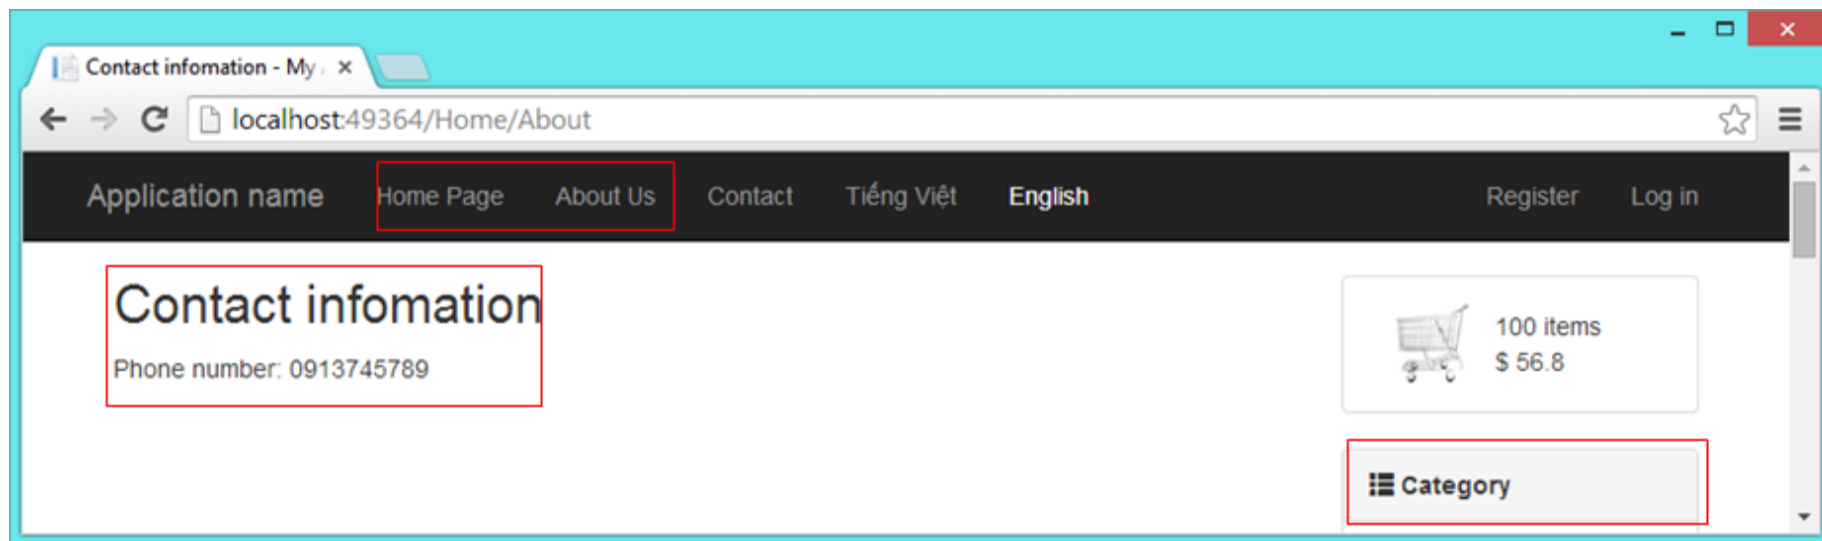 Contact infomation - My
localhost:49364/Home/About
Application name Home Page About Us Contact Tiếng Việt English Register Log in
Contact infomation
Phone number: 0913745789
100 items
$ 56.8
Category